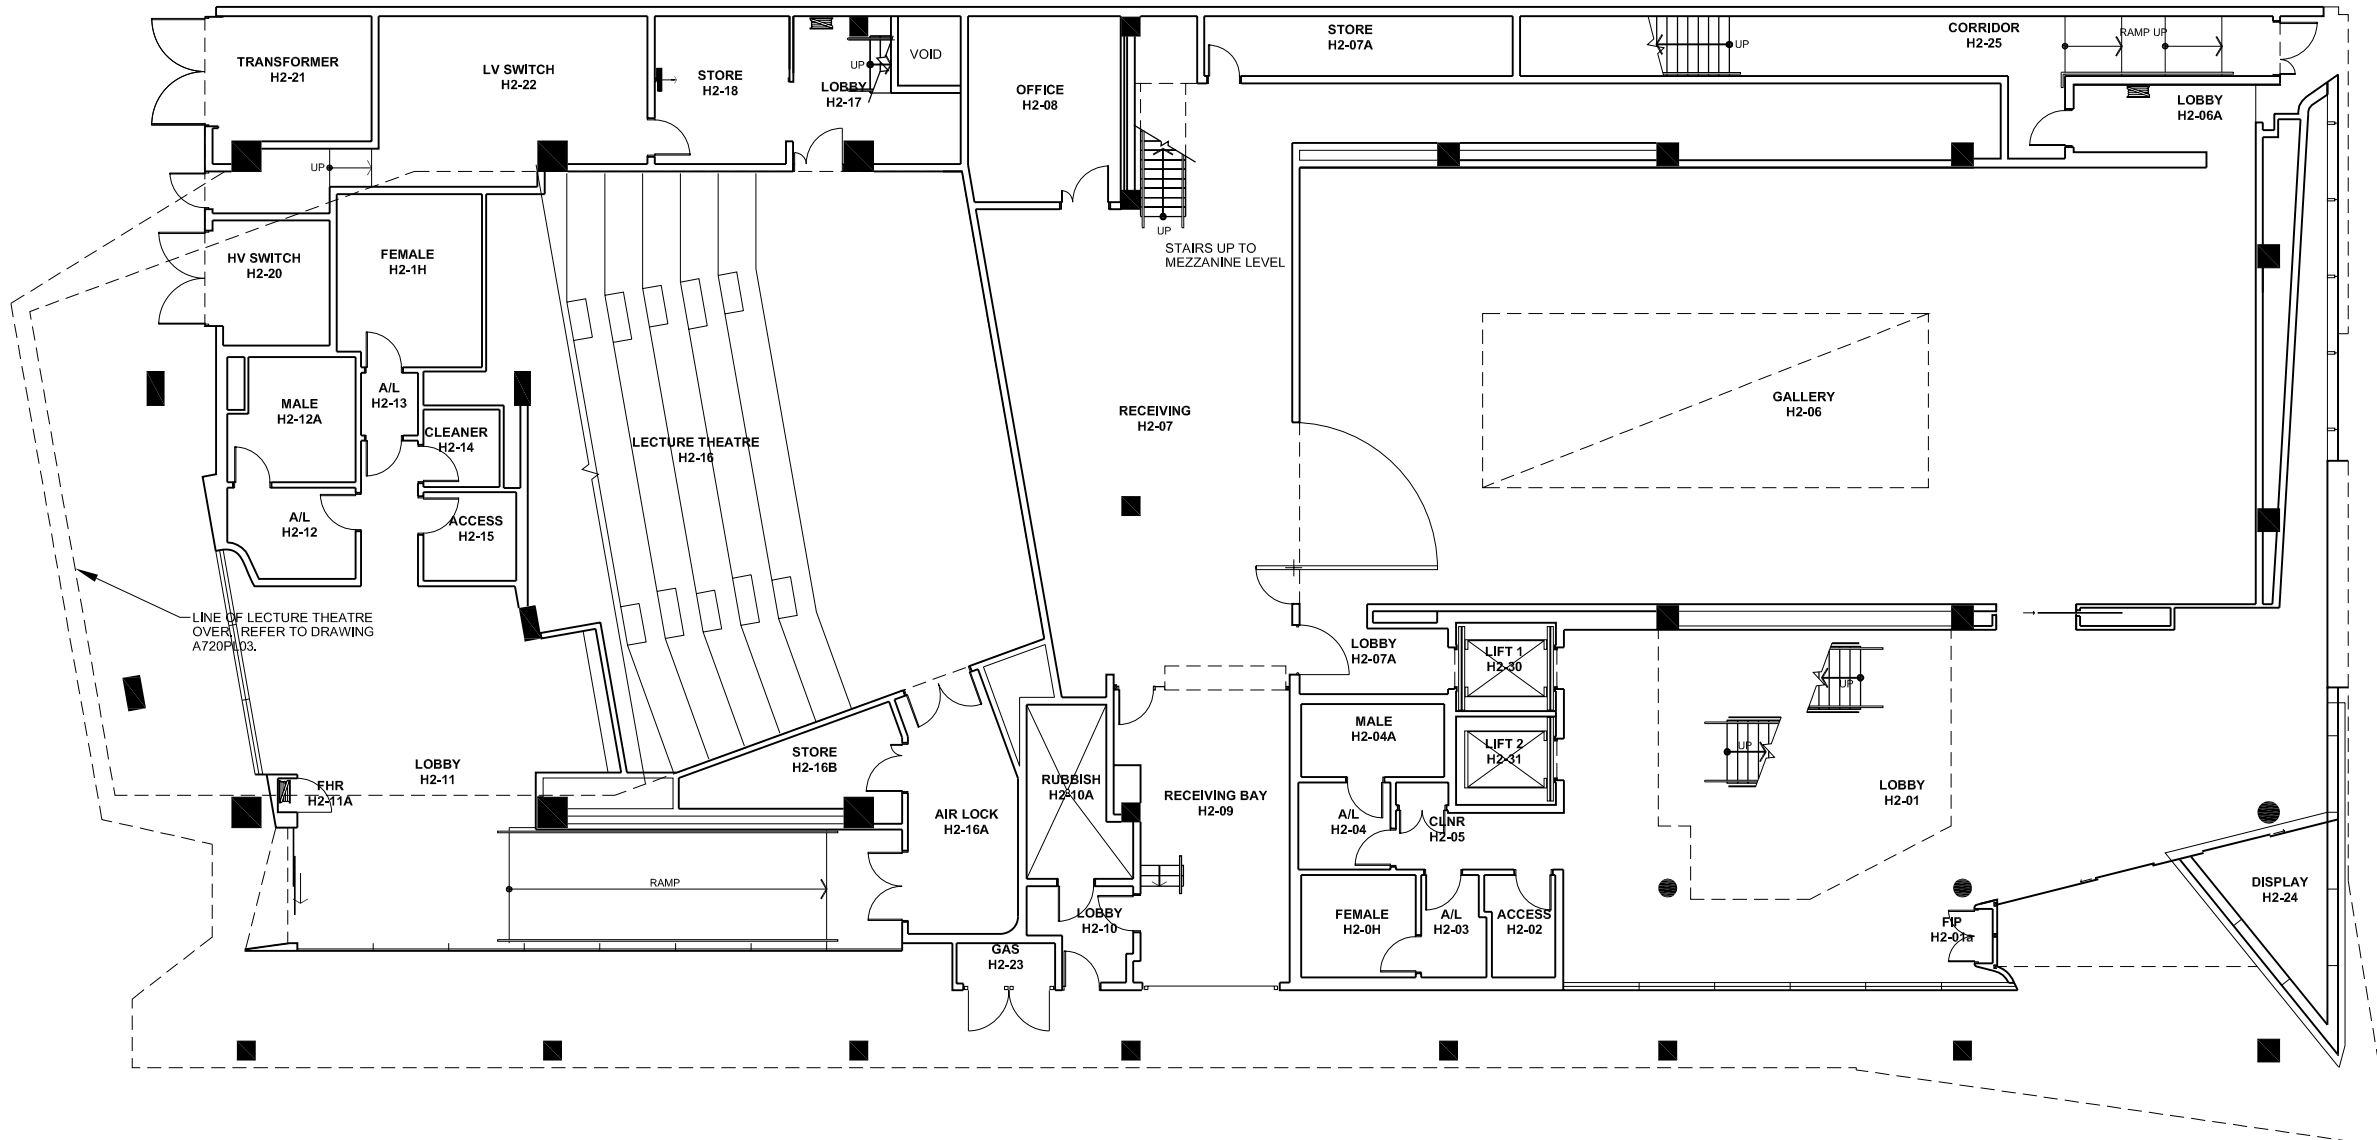 TRANSFORMER
H2-21
LV SWITCH
H2-22
STORE
H2-18
UP
LOBBY
H2-17
VOID
OFFICE
H2-08
STORE
H2-07A
UP
CORRIDOR
H2-25
RAMP UP
LOBBY
H2-06A
UP
HV SWITCH
H2-20
FEMALE
H2-1H
UP
STAIRS UP TO
MEZZANINE LEVEL
MALE
H2-12A
A/L
H2-13
CLEANER
H2-14
LECTURE THEATRE
H2-16
RECEIVING
H2-07
GALLERY
H2-06
A/L
H2-12
ACCESS
H2-15
LINE OF LECTURE THEATRE
OVER. REFER TO DRAWING
A720PL03.
LOBBY
H2-07A
LIFT 1
H2-30
UP
MALE
H2-04A
LIFT 2
H2-31
UP
FHR
H2-11A
LOBBY
H2-11
STORE
H2-16B
RUBBISH
H2-10A
RECEIVING BAY
H2-09
LOBBY
H2-01
AIR LOCK
H2-16A
A/L
H2-04
CLNR
H2-05
RAMP
LOBBY
H2-10
FEMALE
H2-0H
A/L
H2-03
ACCESS
H2-02
FIP
H2-01a
DISPLAY
H2-24
GAS
H2-23